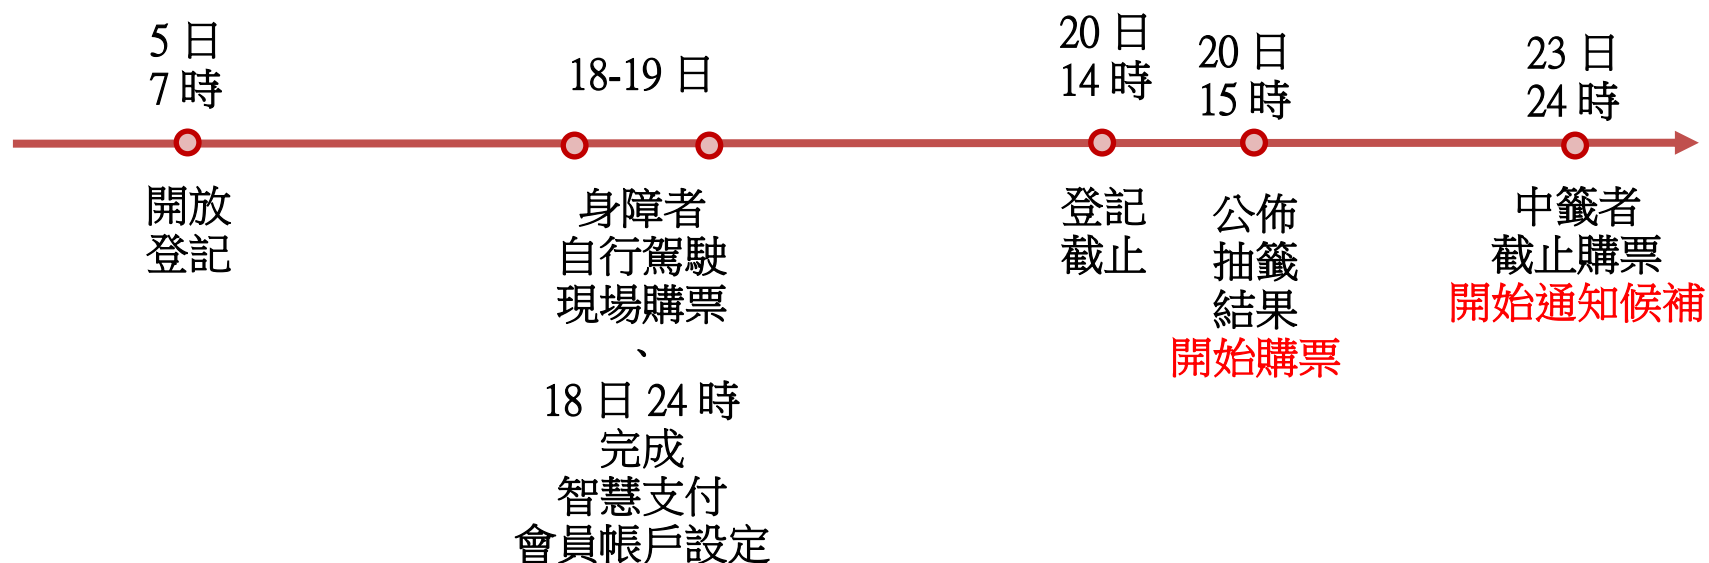 5 日
7 時
開放
登記
18-19 日
身障者
自行駕駛
現場購票
、
18 日 24 時
完成
智慧支付
會員帳戶設定
20 日
14 時
登記
截止
20 日
15 時
公佈
抽籤
結果
開始購票
23 日
24 時
中籤者
截止購票
開始通知候補